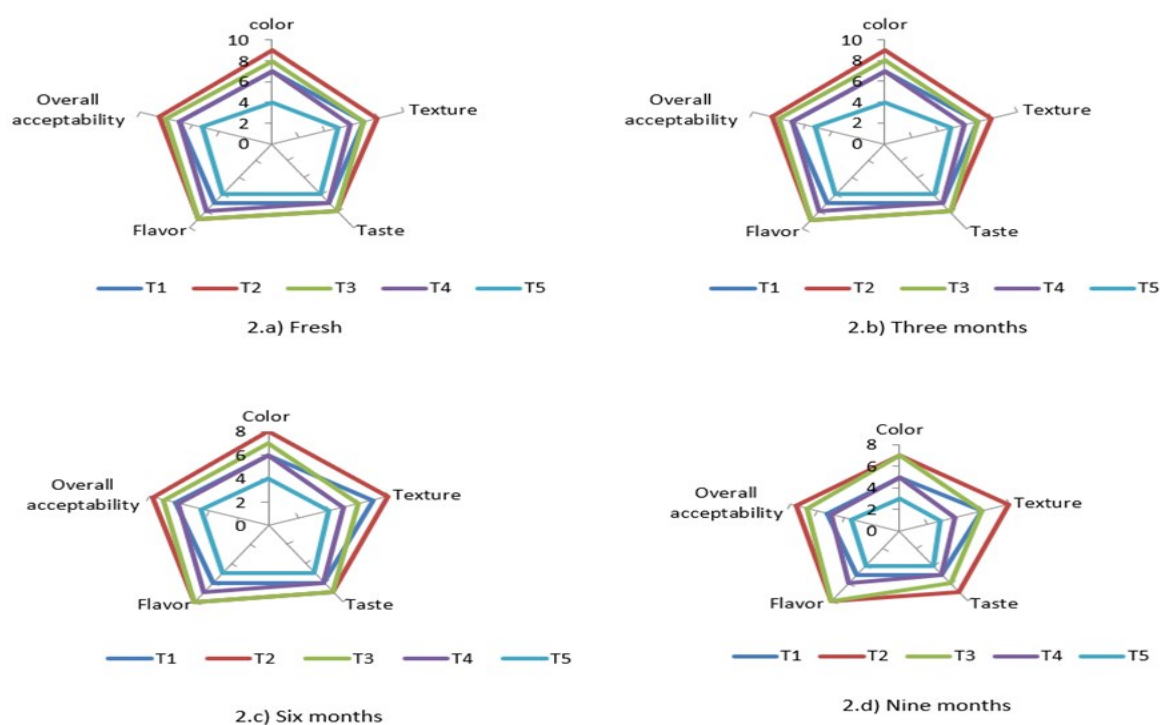 color
10
8
6
4
2
0
Overall
acceptability
Texture
Flavor
Taste
T1 T2 T3 T4 T5
2.a) Fresh
color
10
8
6
4
2
0
Overall
acceptability
Texture
Flavor
Taste
T1 T2 T3 T4 T5
2.b) Three months
Color
8
6
4
2
0
Overall
acceptability
Texture
Flavor
Taste
T1 T2 T3 T4 T5
2.c) Six months
Color
8
6
4
2
0
Overall
acceptability
Texture
Flavor
Taste
T1 T2 T3 T4 T5
2.d) Nine months